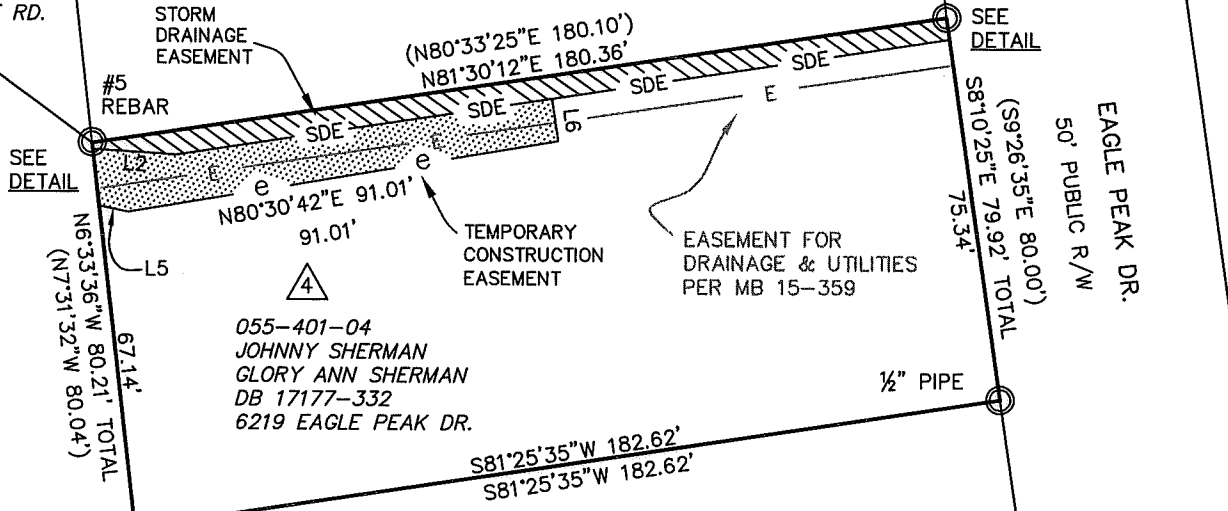 RD.
STORM
DRAINAGE
EASEMENT
(N80°33'25"E 180.10')
N81°30'12"E 180.36'
SEE
DETAIL
#5
REBAR
SDE
SDE
SDE
SDE
E
E
E
L6
L2
SEE
DETAIL
e
e
N80°30'42"E 91.01'
91.01'
L5
TEMPORARY
CONSTRUCTION
EASEMENT
EASEMENT FOR
DRAINAGE & UTILITIES
PER MB 15-359
EAGLE PEAK DR.
50' PUBLIC R/W
(S9°26'35"E 80.00')
S8°10'25"E 79.92' TOTAL
75.34'
67.14'
N6°33'36"W 80.21' TOTAL
(N7°31'32"W 80.04')
4
055-401-04
JOHNNY SHERMAN
GLORY ANN SHERMAN
DB 17177-332
6219 EAGLE PEAK DR.
½" PIPE
S81°25'35"W 182.62'
S81°25'35"W 182.62'